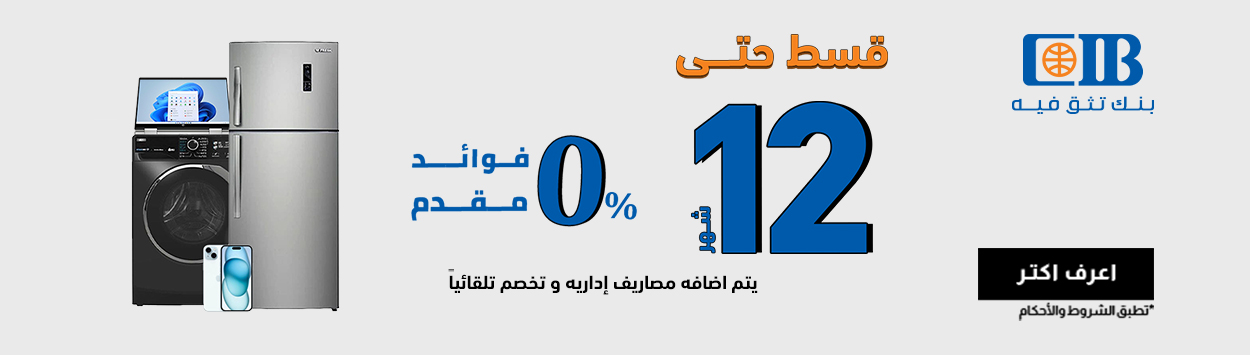 CIB
بنك تثق فيه
قسط حتى
12
شهر
0%
فوائد
مقدم
يتم اضافه مصاريف إداريه و تخصم تلقائياً
اعرف اكتر
*تطبق الشروط والأحكام